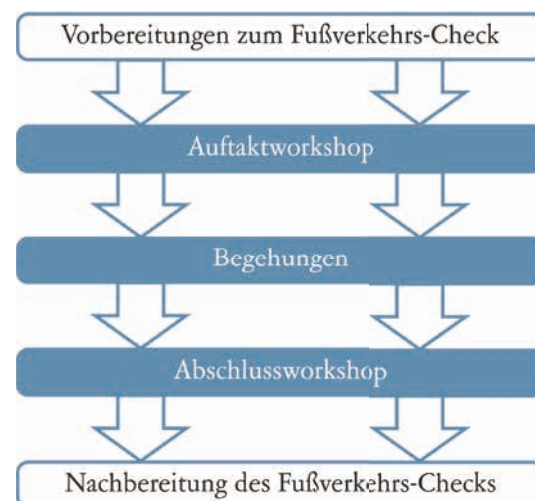 Vorbereitungen zum Fußverkehrs-Check
Auftaktworkshop
Begehungen
Abschlussworkshop
Nachbereitung des Fußverkehrs-Checks